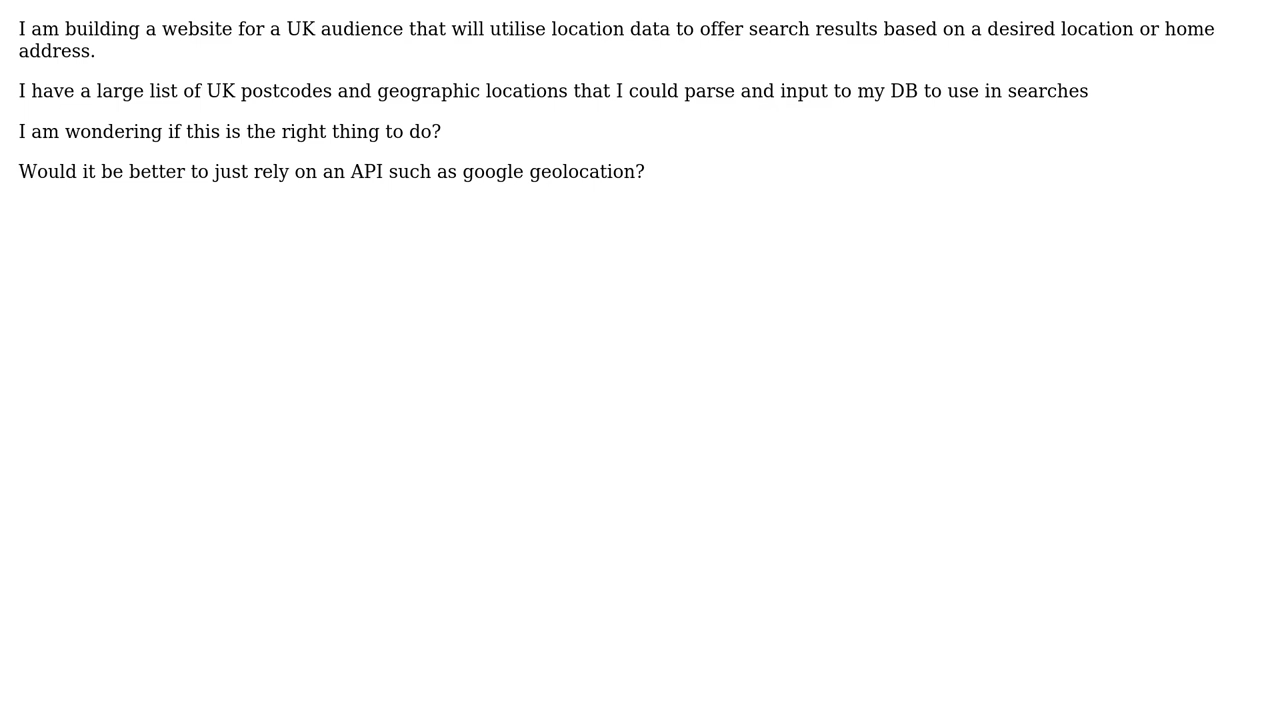 I am building a website for a UK audience that will utilise location data to offer search results based on a desired location or home
address.
I have a large list of UK postcodes and geographic locations that I could parse and input to my DB to use in searches
I am wondering if this is the right thing to do?
Would it be better to just rely on an API such as google geolocation?